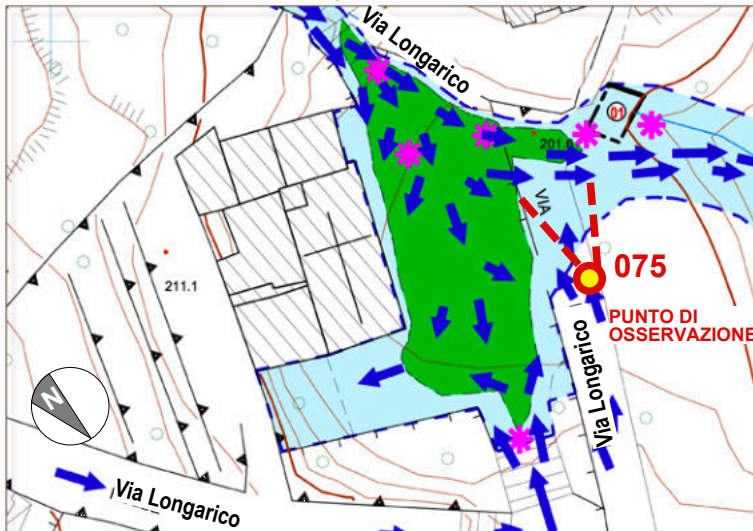 Via Longarico
01
201.0
VIA
075
PUNTO DI
OSSERVAZIONE
211.1
Via Longarico
N
Via Longarico